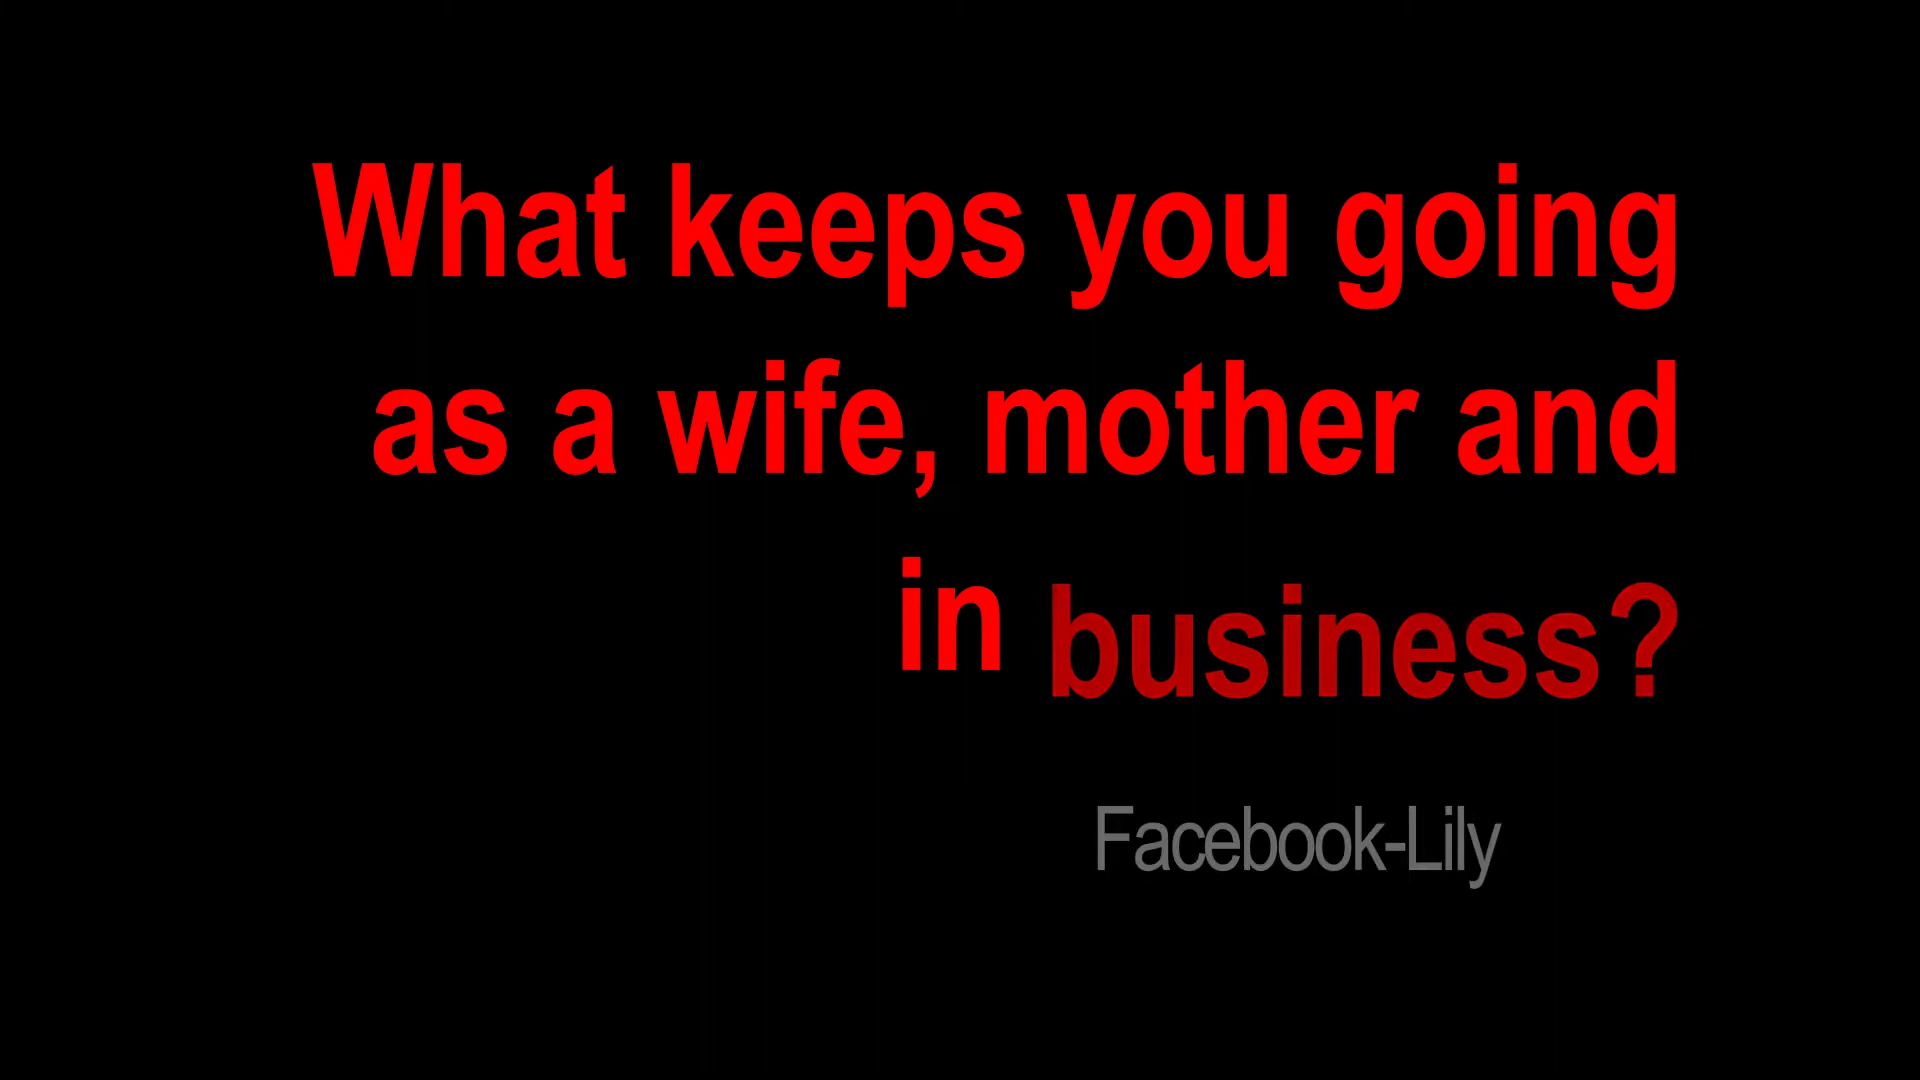 What keeps you going
as a wife, mother and
in business?
Facebook-Lily